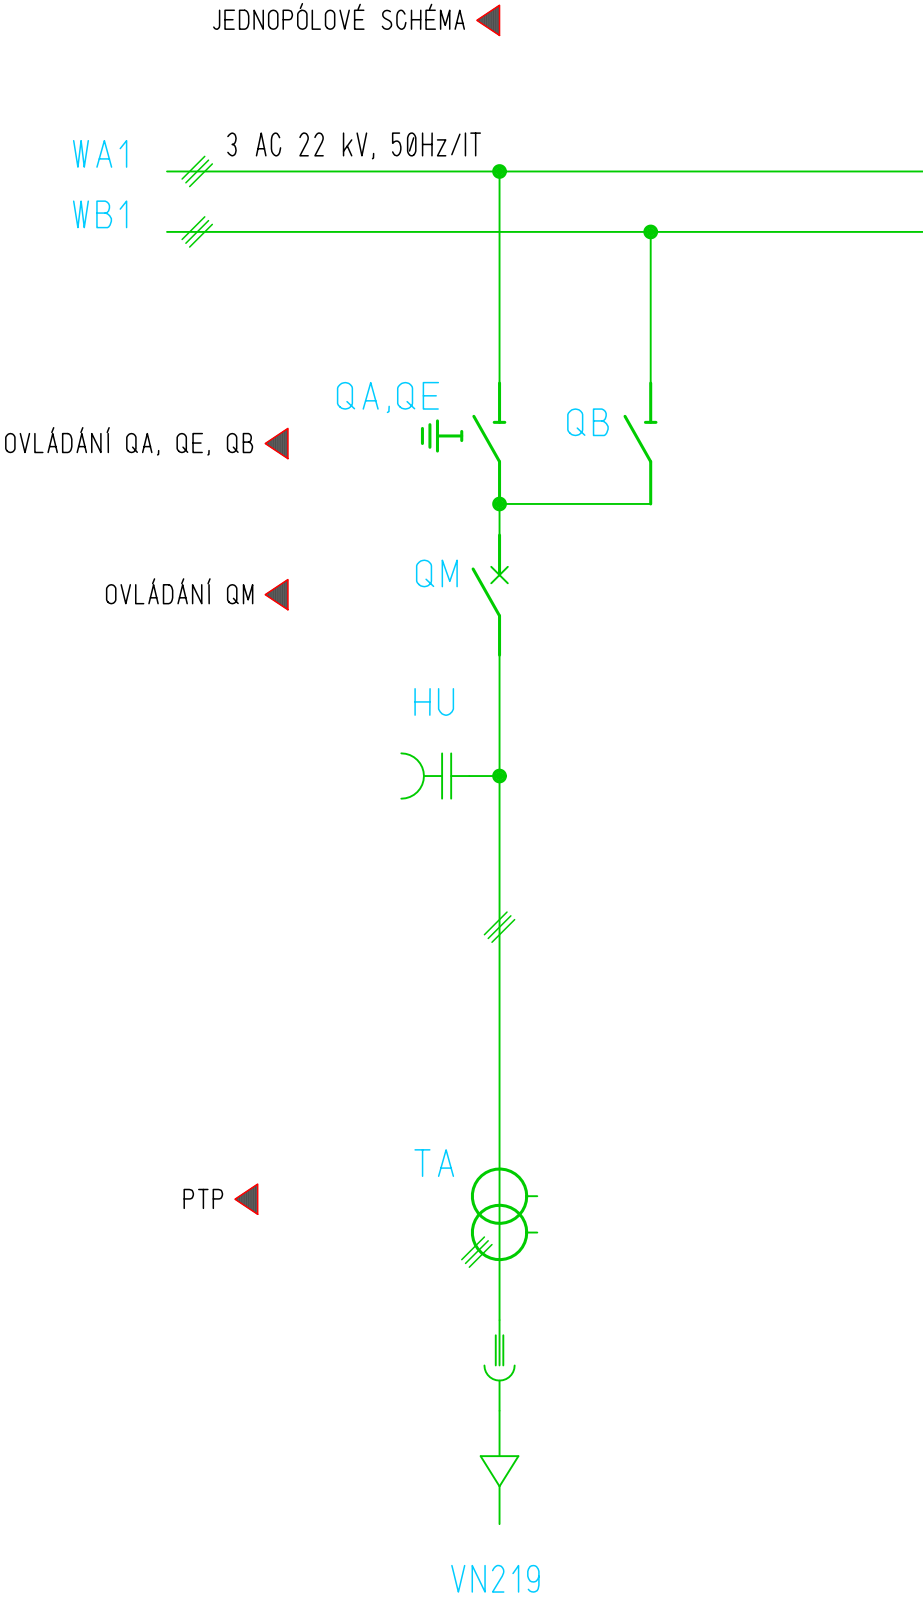 JEDNOPÓLOVÉ SCHÉMA
3 AC 22 kV, 50Hz/IT
WA1
WB1
QA,QE
QB
OVLÁDÁNÍ QA, QE, QB
QM
OVLÁDÁNÍ QM
HU
TA
PTP
VN219